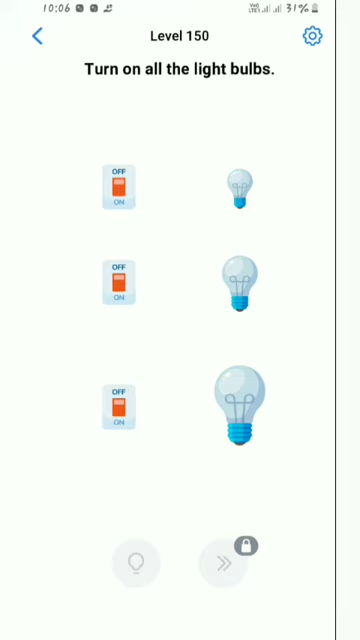 10:06 31%
Level 150
Turn on all the light bulbs.
OFF
ON
OFF
ON
OFF
ON